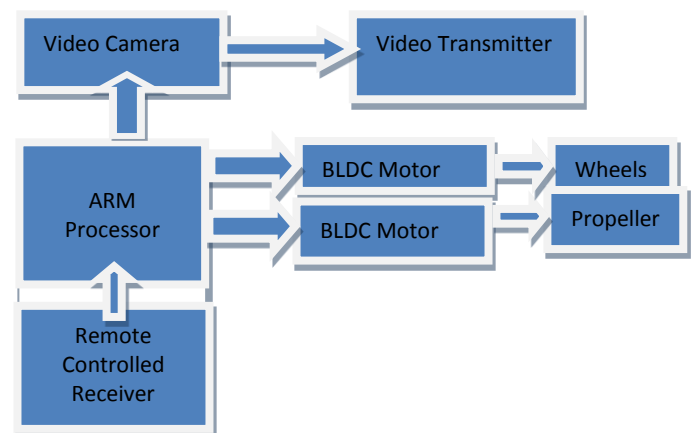 Video Camera
Video Transmitter
ARM
Processor
BLDC Motor
Wheels
BLDC Motor
Propeller
Remote
Controlled
Receiver